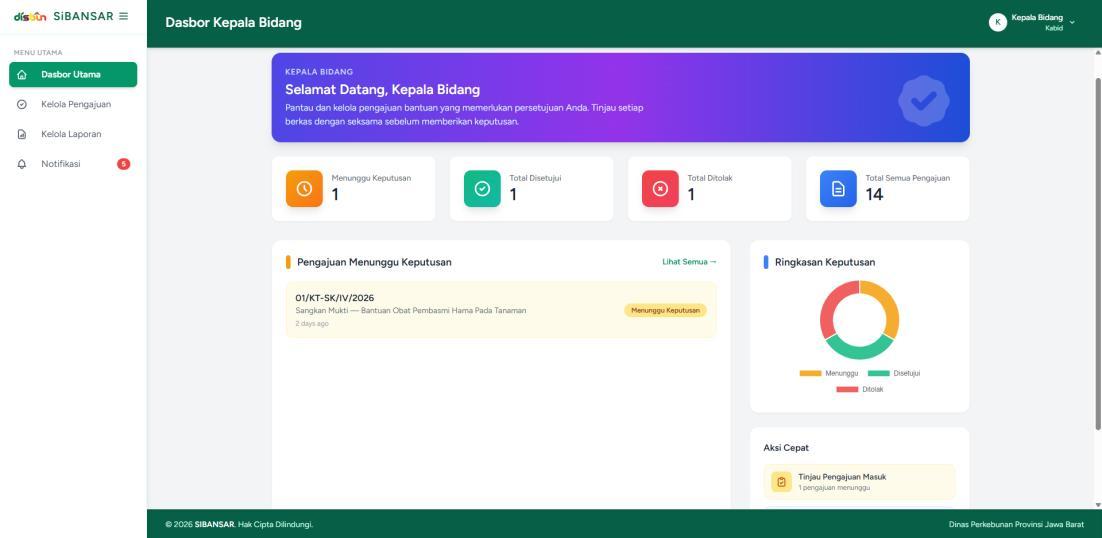 disbun SiBANSAR
Dasbor Kepala Bidang
K
Kepala Bidang
Kabid
MENU UTAMA
Dasbor Utama
Kelola Pengajuan
Kelola Laporan
Notifikasi 5
KEPALA BIDANG
Selamat Datang, Kepala Bidang
Pantau dan kelola pengajuan bantuan yang memerlukan persetujuan Anda. Tinjau setiap
berkas dengan seksama sebelum memberikan keputusan.
Menunggu Keputusan
1
Total Disetujui
1
Total Ditolak
1
Total Semua Pengajuan
14
Pengajuan Menunggu Keputusan
Lihat Semua →
01/KT-SK/IV/2026
Sangkan Mukti — Bantuan Obat Pembasmi Hama Pada Tanaman
2 days ago
Menunggu Keputusan
Ringkasan Keputusan
Menunggu Disetujui
Ditolak
Aksi Cepat
Tinjau Pengajuan Masuk
1 pengajuan menunggu
© 2026 SIBANSAR. Hak Cipta Dilindungi.
Dinas Perkebunan Provinsi Jawa Barat